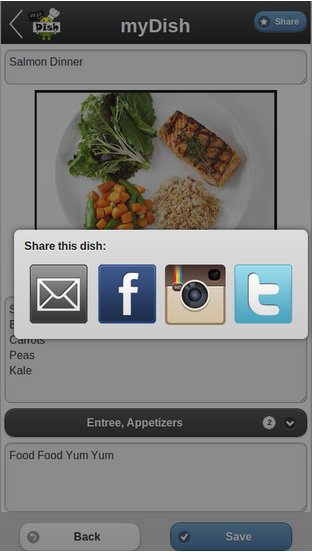 my
Dish
myDish
Share
Salmon Dinner
Share this dish:
Carrots
Peas
Kale
Entree, Appetizers
2
Food Food Yum Yum
Back
Save